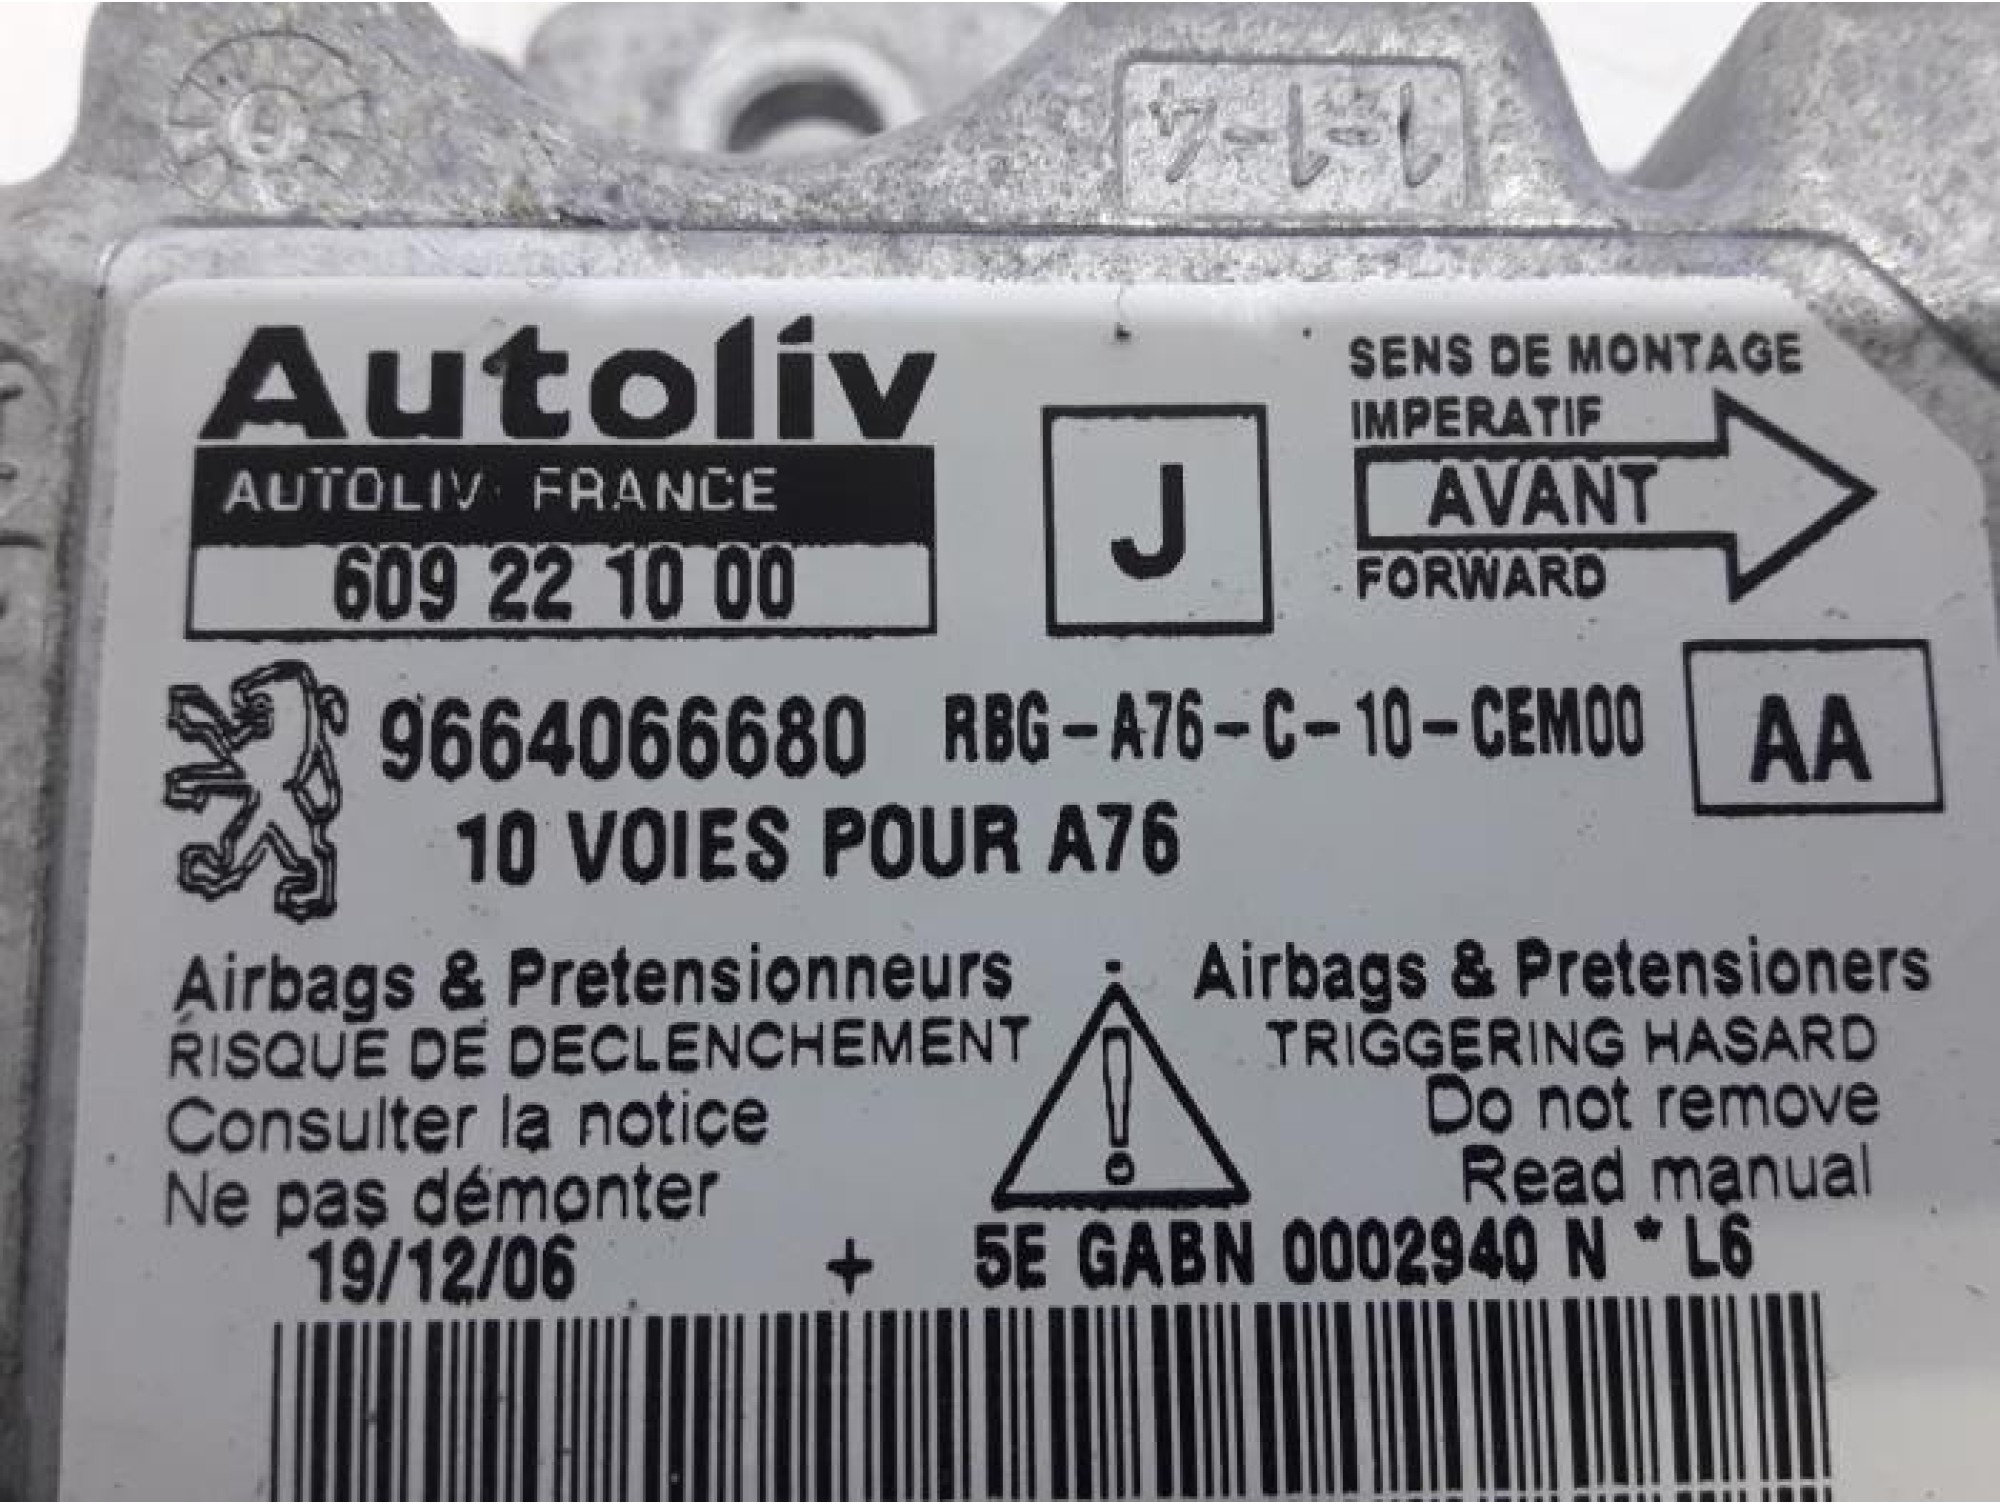 1-1-4
Autoliv
AUTOLIV FRANCE
609 22 10 00
J
SENS DE MONTAGE
IMPERATIF
AVANT
FORWARD
9664066680 RBG-A76-C-10-CEM00
AA
10 VOIES POUR A76
Airbags & Pretensionneurs
RISQUE DE DECLENCHEMENT
Consulter la notice
Ne pas démonter
Airbags & Pretensioners
TRIGGERING HASARD
Do not remove
Read manual
19/12/06 + 5E GABN 0002940 N * L6